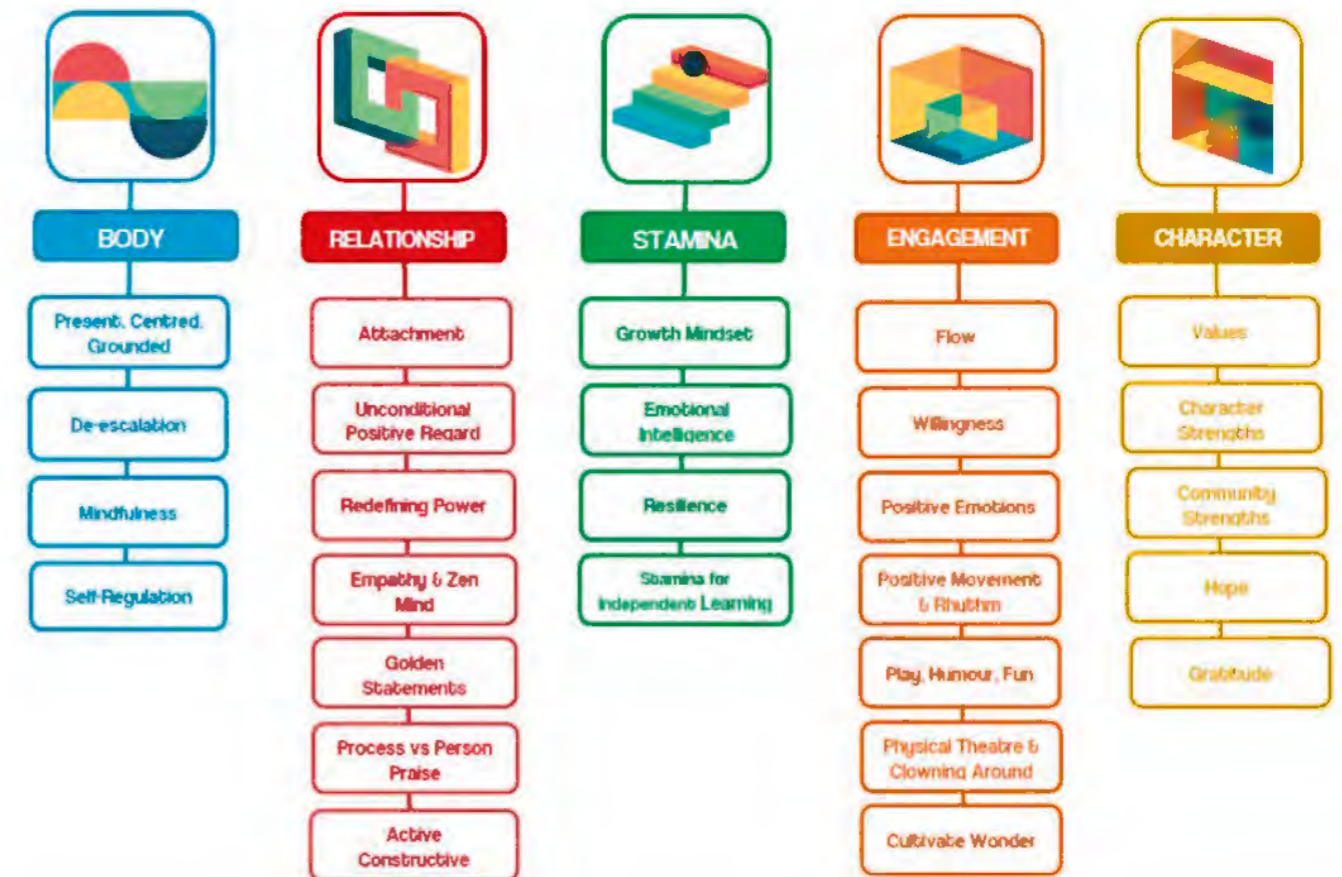 BODY
Present, Centred,
Grounded
De-escalation
Mindfulness
Self-Regulation
RELATIONSHIP
Attachment
Unconditional
Positive Regard
Redefining Power
Empathy & Zen
Mind
Golden
Statements
Process vs Person
Praise
Active
Constructive
STAMINA
Growth Mindset
Emotional
Intelligence
Resilience
Stamina for
Independent Learning
ENGAGEMENT
Flow
Willingness
Positive Emotions
Positive Movement
& Rhythm
Play, Humour, Fun
Physical Theatre &
Clowning Around
Cultivate Wonder
CHARACTER
Values
Character
Strengths
Community
Strengths
Hope
Gratitude